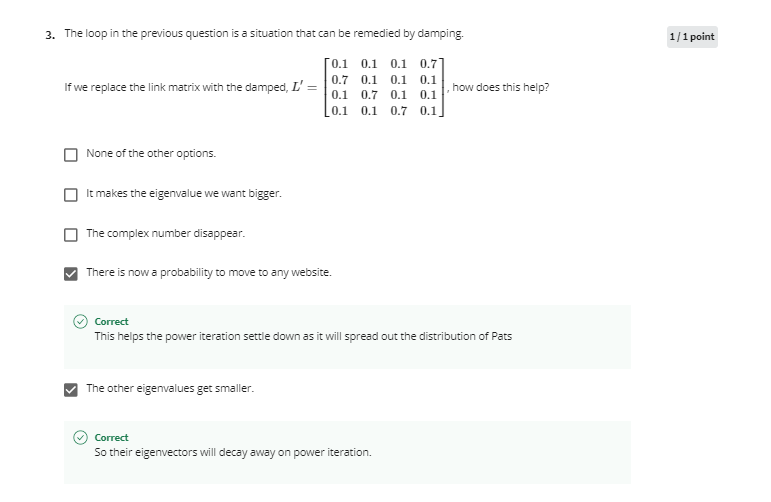 3. The loop in the previous question is a situation that can be remedied by damping.
1 / 1 point
If we replace the link matrix with the damped, L′ = [0.1 0.1 0.1 0.7
0.7 0.1 0.1 0.1
0.1 0.7 0.1 0.1
0.1 0.1 0.7 0.1], how does this help?
None of the other options.
It makes the eigenvalue we want bigger.
The complex number disappear.
There is now a probability to move to any website.
Correct
This helps the power iteration settle down as it will spread out the distribution of Pats
The other eigenvalues get smaller.
Correct
So their eigenvectors will decay away on power iteration.